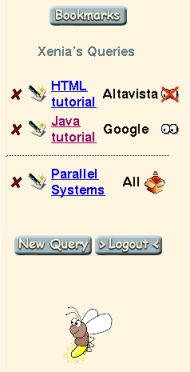 Bookmarks
Xenia's Queries
HTML tutorial Altavista
Java tutorial Google
Parallel Systems All
New Query > Logout <